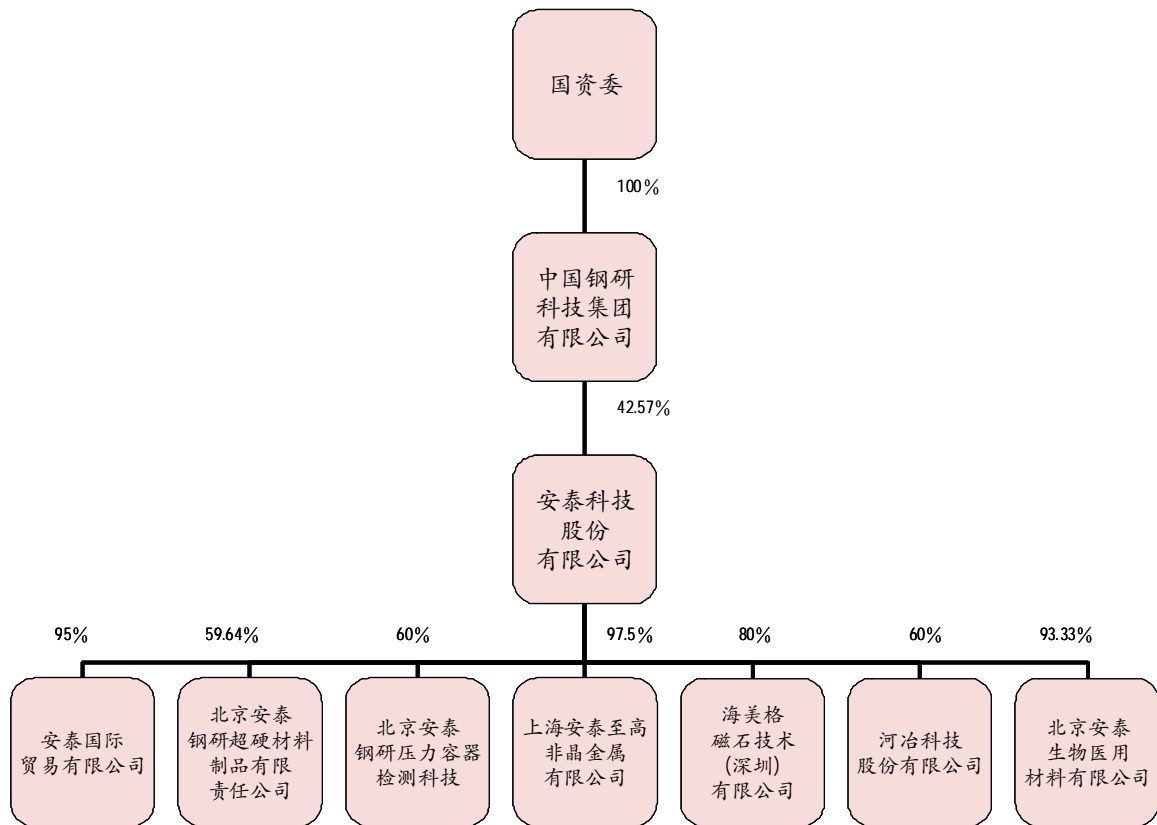 国资委
100%
中国钢研
科技集团
有限公司
42.57%
安泰科技
股份
有限公司
95%
59.64%
60%
97.5%
80%
60%
93.33%
安泰国际
贸易有限公司
北京安泰
钢研超硬材料
制品有限
责任公司
北京安泰
钢研压力容器
检测科技
上海安泰至高
非晶金属
有限公司
海美格
磁石技术
(深圳)
有限公司
河冶科技
股份有限公司
北京安泰
生物医用
材料有限公司